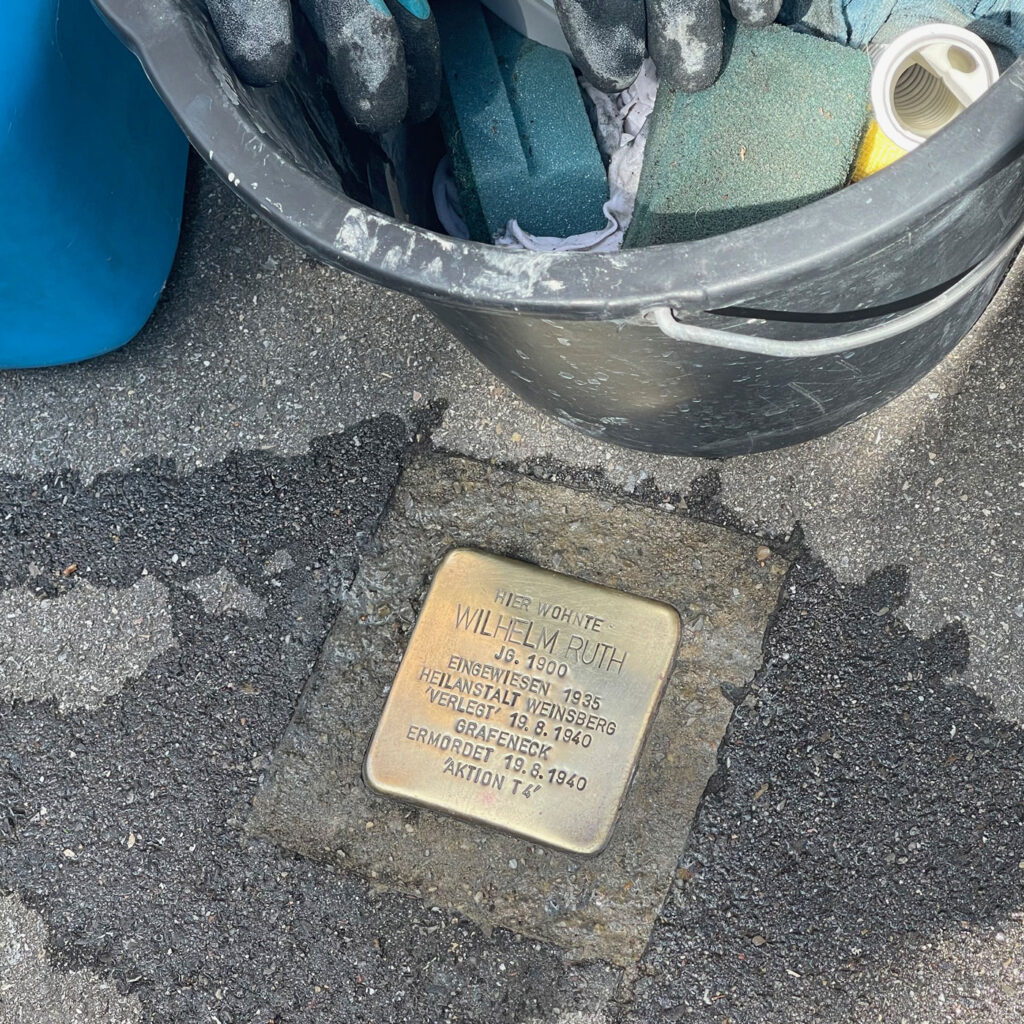 HIER WOHNTE
WILHELM RUTH
JG. 1900
EINGEWIESEN 1935
HEILANSTALT WEINSBERG
'VERLEGT' 19.8.1940
GRAFENECK
ERMORDET 19.8.1940
'AKTION T4'